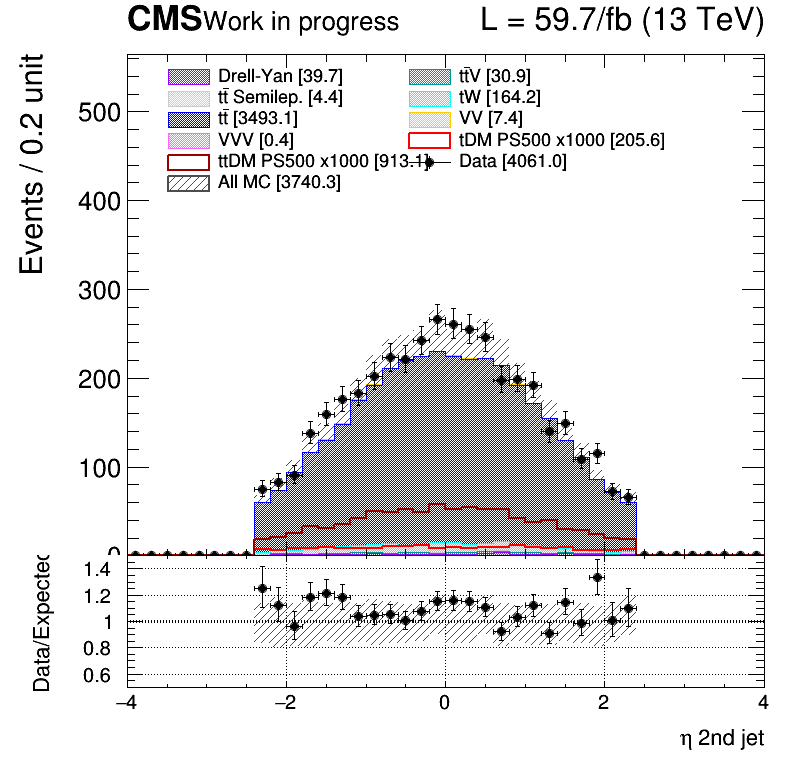 CMS Work in progress L = 59.7/fb (13 TeV)
Events / 0.2 unit
Drell-Yan [39.7] tt̄V [30.9]
tt̄ Semilep. [4.4] tW [164.2]
tt̄ [3493.1] VV [7.4]
VVV [0.4] tDM PS500 x1000 [205.6]
ttDM PS500 x1000 [913.1] Data [4061.0]
All MC [3740.3]
500
400
300
200
100
0
Data/Expected
1.4
1.2
1
0.8
0.6
−4 −2 0 2 4
η 2nd jet